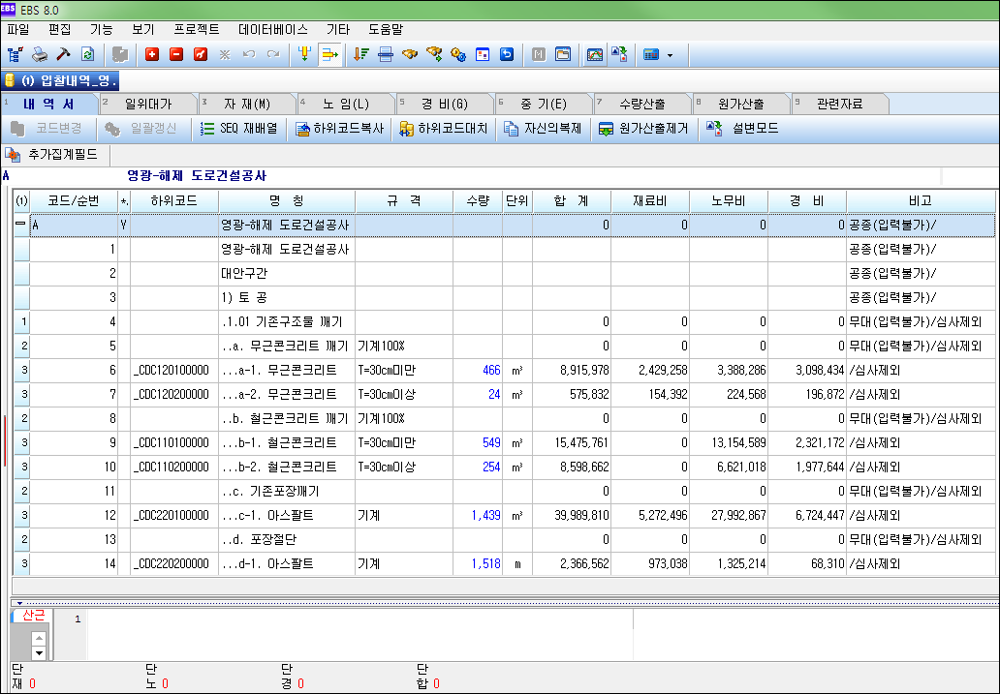 EBS EBS 8.0
파일 편집 기능 보기 프로젝트 데이터베이스 기타 도움말
(1) 입찰내역_영.
1 내 역 서 2 일위대가 3 자 재(M) 4 노 임(L) 5 경 비(G) 6 중 기(E) 7 수량산출 8 원가산출 9 관련자료
코드변경 일괄갱신 SEQ 재배열 하위코드복사 하위코드대치 자신의복제 원가산출제거 설변모드
추가집계필드
A 영광-해제 도로건설공사
(1) 코드/순번 *. 하위코드 명 칭 규 격 수량 단위 합 계 재료비 노무비 경 비 비고
A Y 영광-해제 도로건설공사 0 0 0 0 공종(입력불가)/
1 영광-해제 도로건설공사 공종(입력불가)/
2 대안구간 공종(입력불가)/
3 1) 토 공 공종(입력불가)/
1 4 .1.01 기존구조물 깨기 0 0 0 0 무대(입력불가)/심사제외
2 5 ..a. 무근콘크리트 깨기 기계100% 0 0 0 0 무대(입력불가)/심사제외
3 6 _CDC120100000 ...a-1. 무근콘크리트 T=30cm미만 466 m³ 8,915,978 2,429,258 3,388,286 3,098,434 /심사제외
3 7 _CDC120200000 ...a-2. 무근콘크리트 T=30cm이상 24 m³ 575,832 154,392 224,568 196,872 /심사제외
2 8 ..b. 철근콘크리트 깨기 기계100% 0 0 0 0 무대(입력불가)/심사제외
3 9 _CDC110100000 ...b-1. 철근콘크리트 T=30cm미만 549 m³ 15,475,761 0 13,154,589 2,321,172 /심사제외
3 10 _CDC110200000 ...b-2. 철근콘크리트 T=30cm이상 254 m³ 8,598,662 0 6,621,018 1,977,644 /심사제외
2 11 ..c. 기존포장깨기 0 0 0 0 무대(입력불가)/심사제외
3 12 _CDC220100000 ...c-1. 아스팔트 기계 1,439 m³ 39,989,810 5,272,496 27,992,867 6,724,447 /심사제외
2 13 ..d. 포장절단 0 0 0 0 무대(입력불가)/심사제외
3 14 _CDC220200000 ...d-1. 아스팔트 기계 1,518 m 2,366,562 973,038 1,325,214 68,310 /심사제외
산근 1
단 단 단 단
재 0 노 0 경 0 합 0